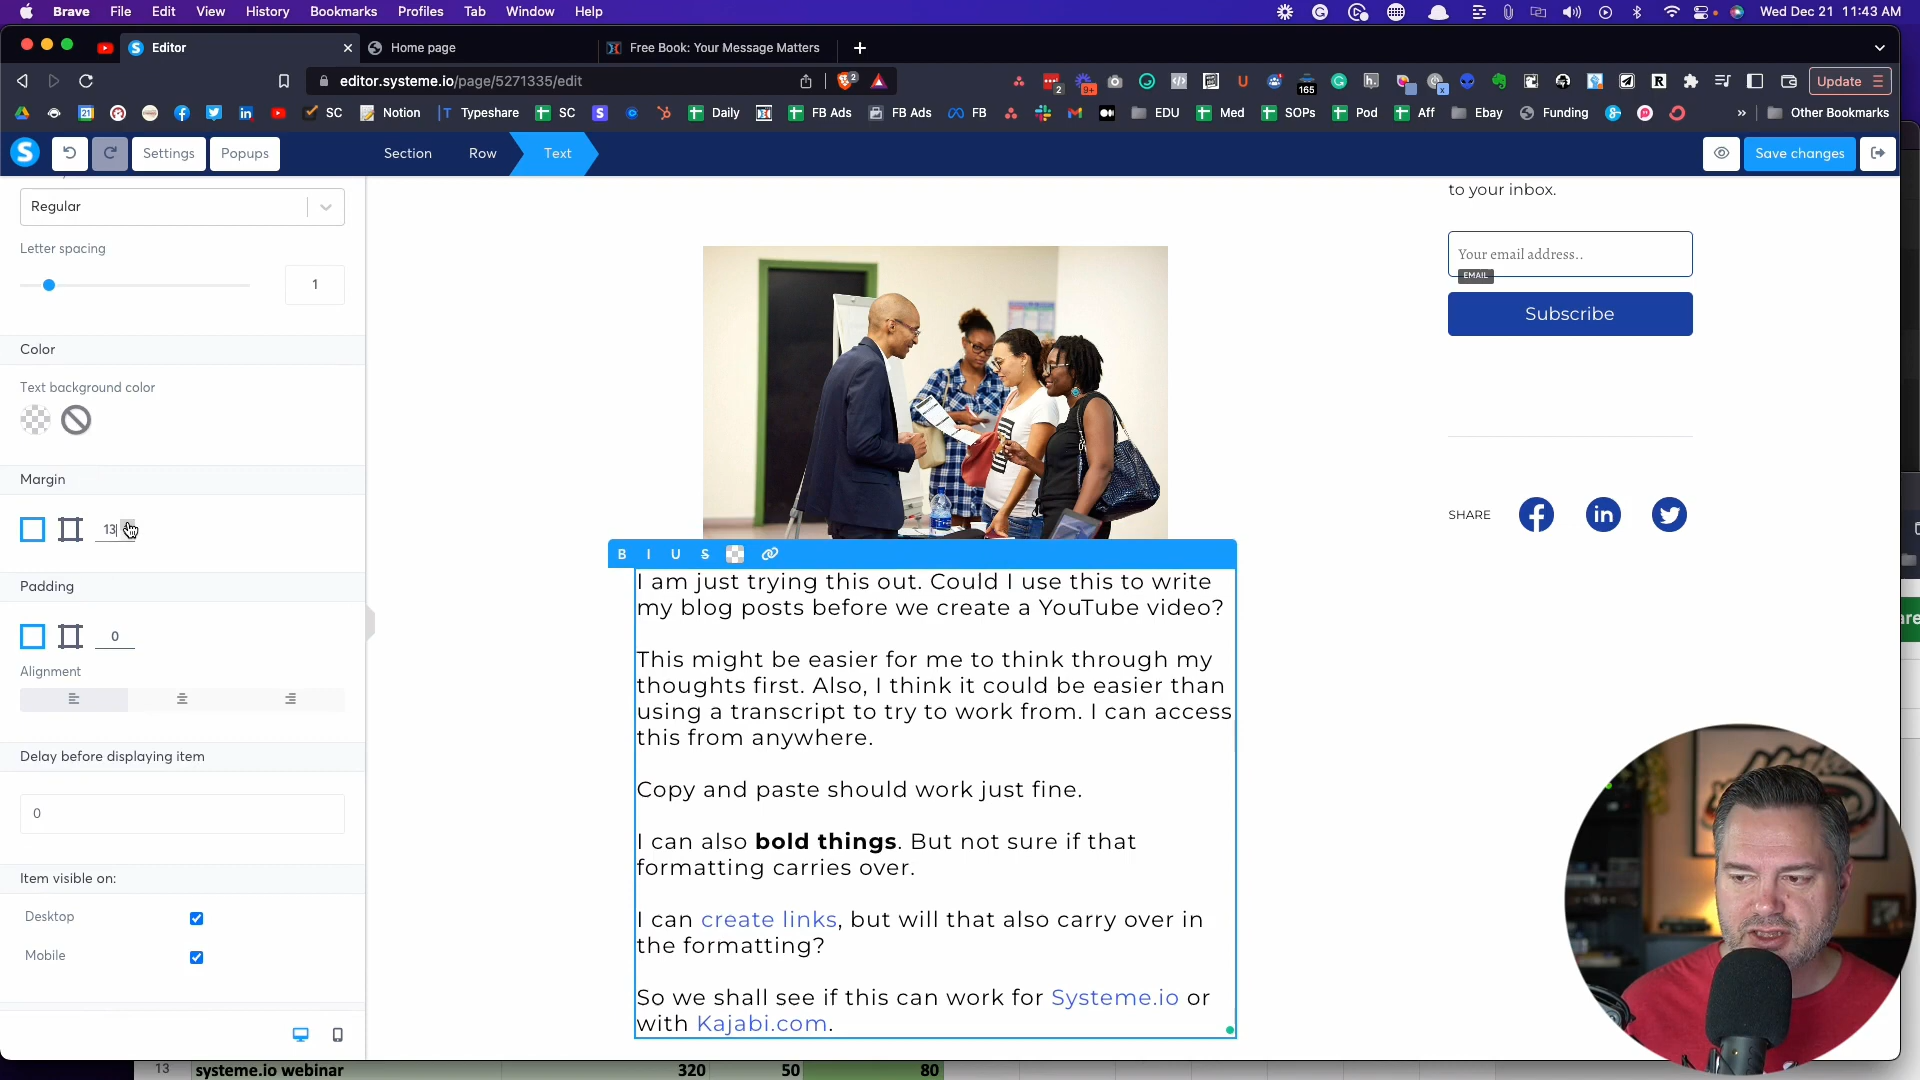 Brave File Edit View History Bookmarks Profiles Tab Window Help
Wed Dec 21 11:43 AM
Editor
Home page
Free Book: Your Message Matters
editor.systeme.io/page/5271335/edit
2
2
9+
165
Update
SC
Notion
Typeshare
SC
Daily
FB Ads
FB Ads
FB
EDU
Med
SOPs
Pod
Aff
Ebay
Funding
»
Other Bookmarks
Settings
Popups
Section
Row
Text
Save changes
Regular
Letter spacing
1
Color
Text background color
Margin
13
Padding
0
Alignment
Delay before displaying item
0
Item visible on:
Desktop
Mobile
to your inbox.
Your email address..
EMAIL
Subscribe
SHARE
B I U S
I am just trying this out. Could I use this to write
my blog posts before we create a YouTube video?
This might be easier for me to think through my
thoughts first. Also, I think it could be easier than
using a transcript to try to work from. I can access
this from anywhere.
Copy and paste should work just fine.
I can also bold things. But not sure if that
formatting carries over.
I can create links, but will that also carry over in
the formatting?
So we shall see if this can work for Systeme.io or
with Kajabi.com.
13 systeme.io webinar 320 50 80